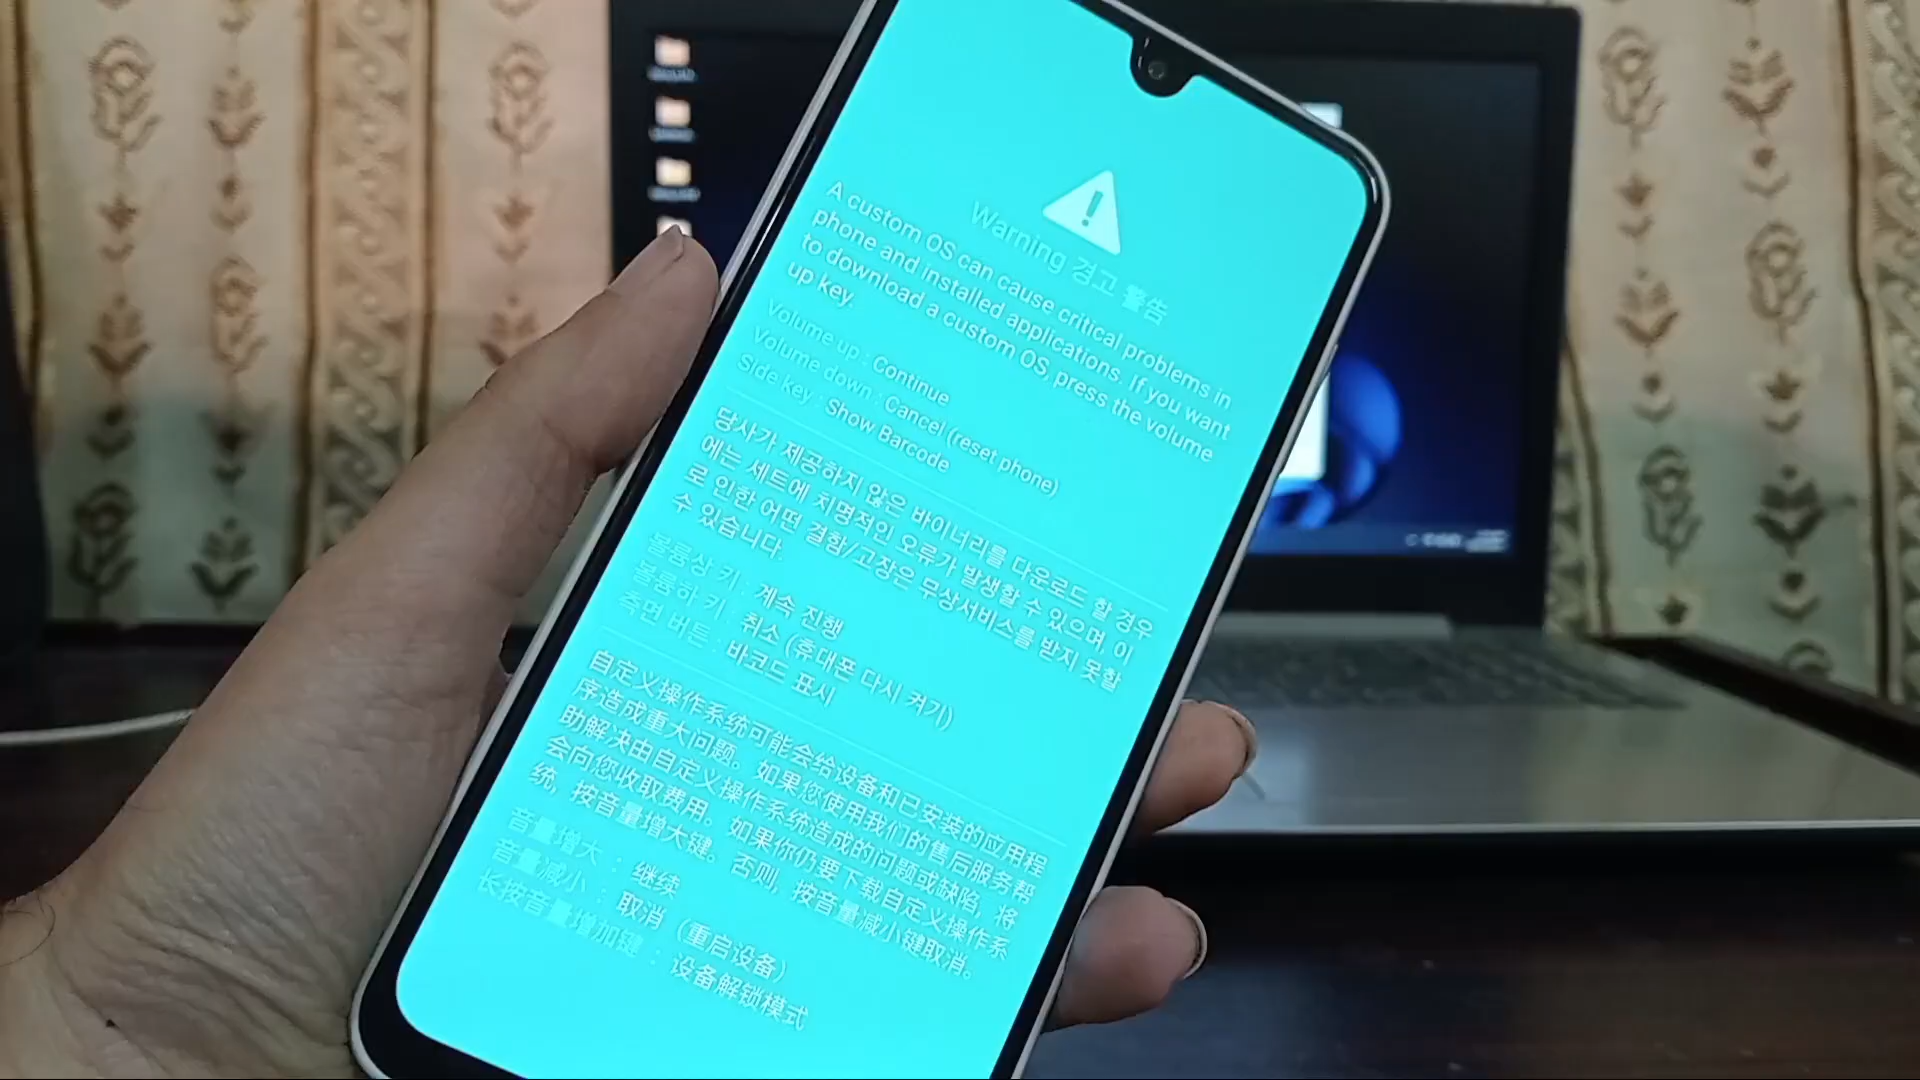 Warning 경고 警告
A custom OS can cause critical problems in
phone and installed applications. If you want
to download a custom OS, press the volume
up key.
Volume up : Continue
Volume down : Cancel (reset phone)
Side key : Show Barcode
당사가 제공하지 않은 바이너리를 다운로드 할 경우
에는 세트에 치명적인 오류가 발생할 수 있으며, 이
로 인한 어떤 결함/고장은 무상서비스를 받지 못할
수 있습니다.
볼륨상 키 : 계속 진행
볼륨하 키 : 취소 (휴대폰 다시 켜기)
측면 버튼 : 바코드 표시
自定义操作系统可能会给设备和已安装的应用程
序造成重大问题。如果您使用我们的售后服务帮
助解决由自定义操作系统造成的问题或缺陷, 将
会向您收取费用。如果你仍要下载自定义操作系
统, 按音量增大键。否则, 按音量减小键取消。
音量增大 : 继续
音量减小 : 取消 (重启设备)
长按音量增加键 : 设备解锁模式